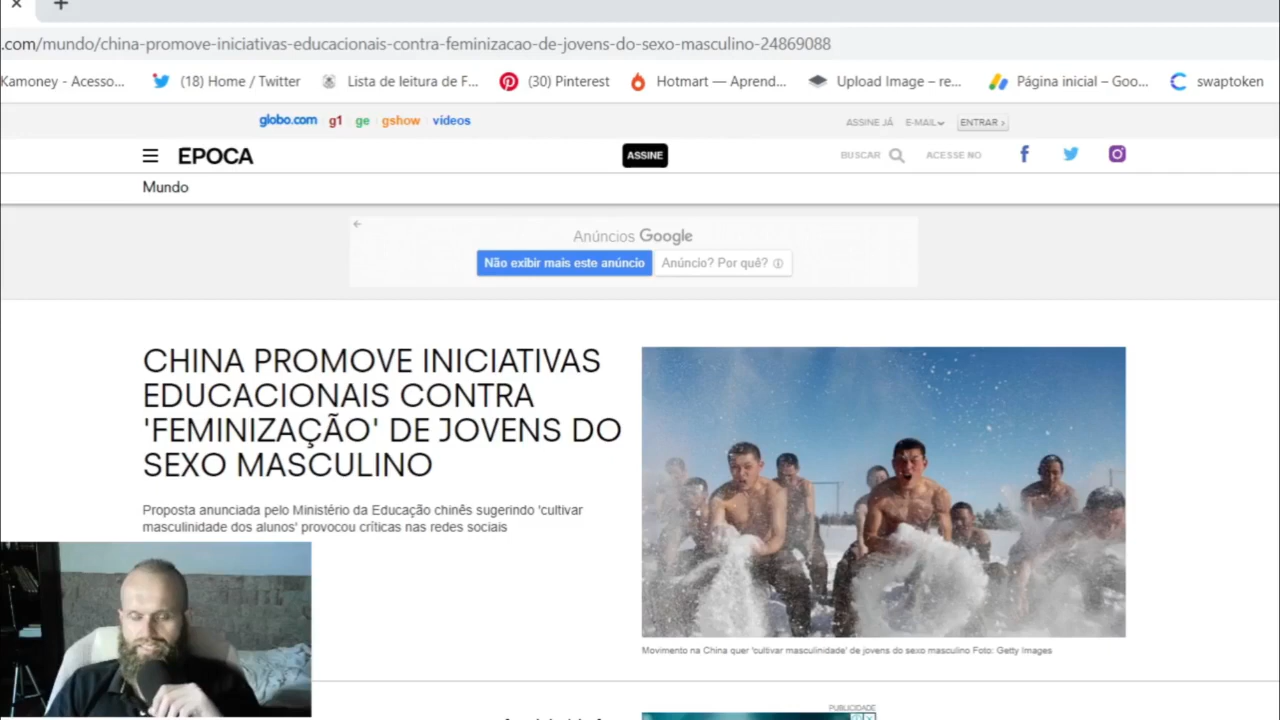 .com/mundo/china-promove-iniciativas-educacionais-contra-feminizacao-de-jovens-do-sexo-masculino-24869088
Kamoney - Acesso... (18) Home / Twitter Lista de leitura de F... (30) Pinterest Hotmart — Aprend... Upload Image – re... Página inicial – Goo... swaptoken
globo.com g1 ge gshow vídeos ASSINE JÁ E-MAIL ENTRAR ›
EPOCA ASSINE BUSCAR ACESSE NO
Mundo
Anúncios Google
Não exibir mais este anúncio Anúncio? Por quê?
CHINA PROMOVE INICIATIVAS
EDUCACIONAIS CONTRA
'FEMINIZAÇÃO' DE JOVENS DO
SEXO MASCULINO
Proposta anunciada pelo Ministério da Educação chinês sugerindo 'cultivar
masculinidade dos alunos' provocou críticas nas redes sociais
Movimento na China quer 'cultivar masculinidade' de jovens do sexo masculino Foto: Getty Images
PUBLICIDADE